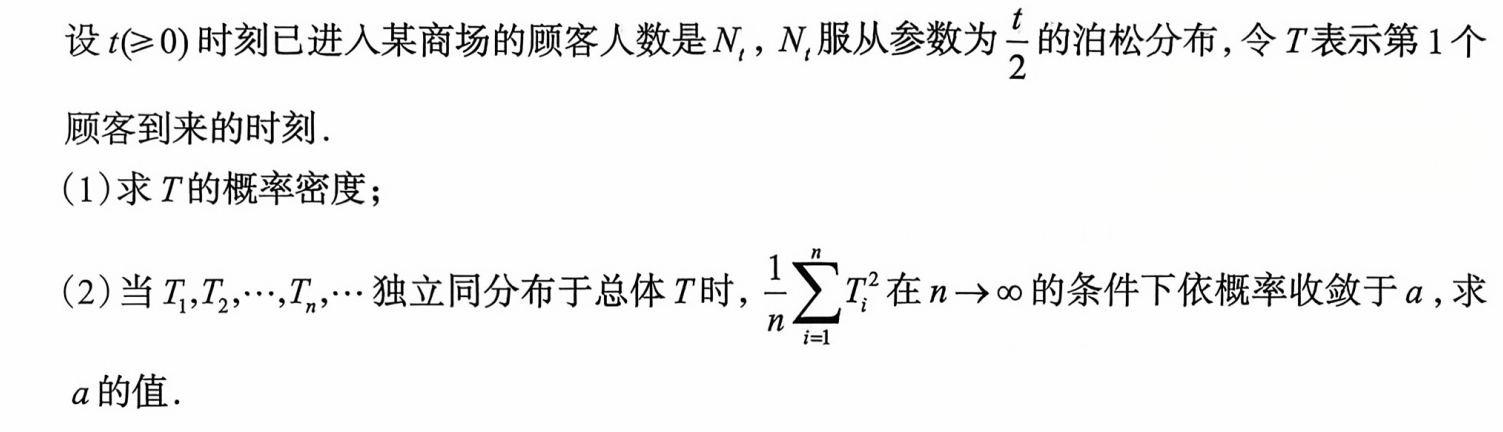 设 t(≥0) 时刻已进入某商场的顾客人数是 N_t , N_t 服从参数为 \frac{t}{2} 的泊松分布, 令 T 表示第 1 个
顾客到来的时刻.
(1) 求 T 的概率密度;
(2) 当 T_1,T_2,⋯,T_n,⋯ 独立同分布于总体 T 时, \frac{1}{n}\sum_{i=1}^{n}T_i^2 在 n→∞ 的条件下依概率收敛于 a , 求
a 的值.